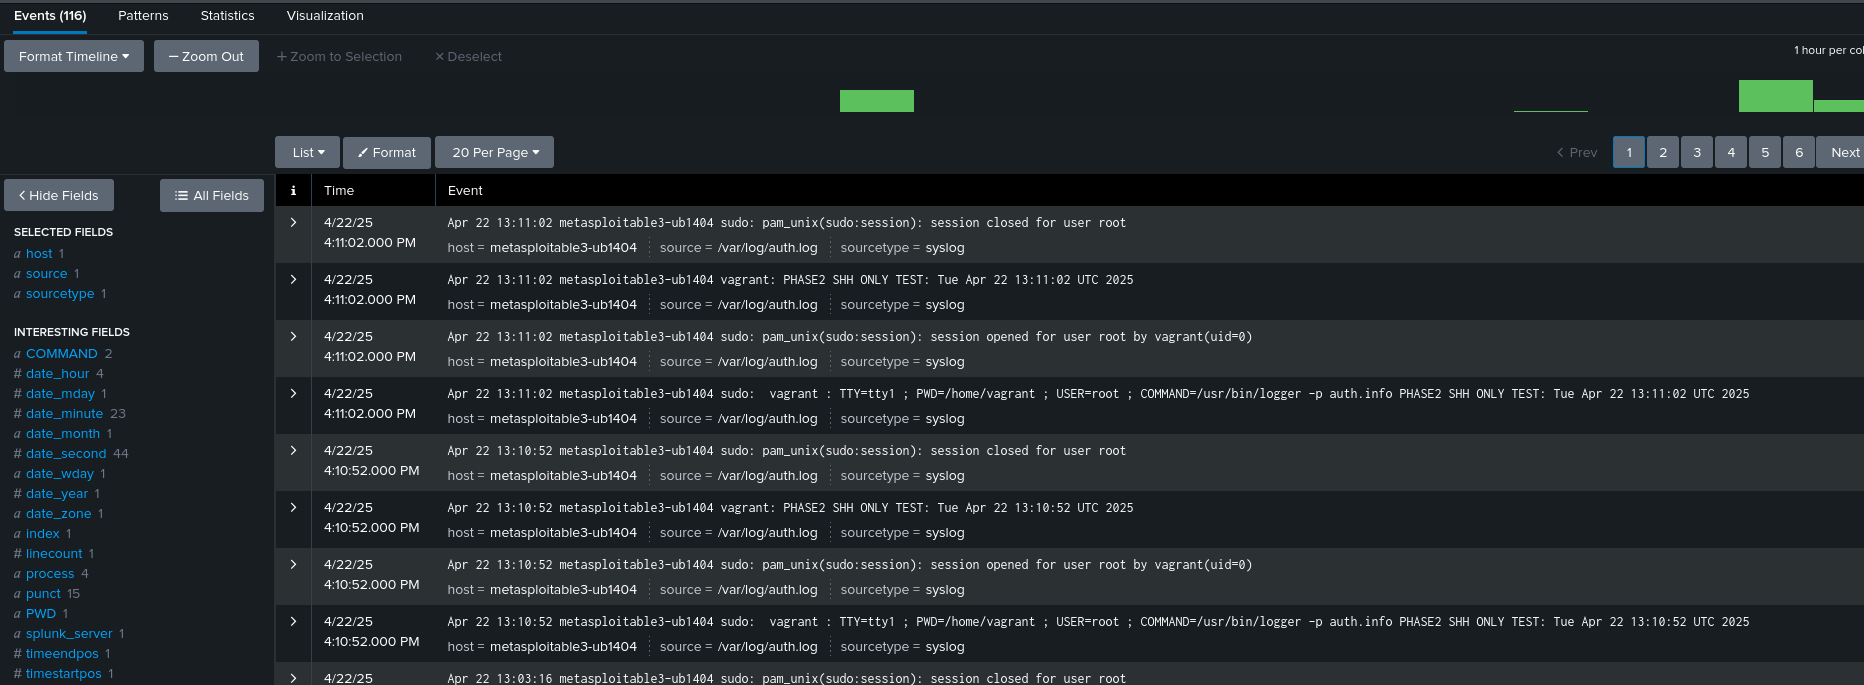 Events (116) Patterns Statistics Visualization
Format Timeline — Zoom Out + Zoom to Selection × Deselect
1 hour per col
List Format 20 Per Page < Prev 1 2 3 4 5 6 Next
< Hide Fields All Fields
i Time Event
SELECTED FIELDS
a host 1
a source 1
a sourcetype 1
INTERESTING FIELDS
a COMMAND 2
# date_hour 4
# date_mday 1
# date_minute 23
a date_month 1
# date_second 44
a date_wday 1
# date_year 1
a date_zone 1
a index 1
# linecount 1
a process 4
a punct 15
a PWD 1
a splunk_server 1
# timeendpos 1
# timestartpos 1
> 4/22/25 Apr 22 13:11:02 metasploitable3-ub1404 sudo: pam_unix(sudo:session): session closed for user root
4:11:02.000 PM host = metasploitable3-ub1404 source = /var/log/auth.log sourcetype = syslog
> 4/22/25 Apr 22 13:11:02 metasploitable3-ub1404 vagrant: PHASE2 SHH ONLY TEST: Tue Apr 22 13:11:02 UTC 2025
4:11:02.000 PM host = metasploitable3-ub1404 source = /var/log/auth.log sourcetype = syslog
> 4/22/25 Apr 22 13:11:02 metasploitable3-ub1404 sudo: pam_unix(sudo:session): session opened for user root by vagrant(uid=0)
4:11:02.000 PM host = metasploitable3-ub1404 source = /var/log/auth.log sourcetype = syslog
> 4/22/25 Apr 22 13:11:02 metasploitable3-ub1404 sudo:  vagrant : TTY=tty1 ; PWD=/home/vagrant ; USER=root ; COMMAND=/usr/bin/logger -p auth.info PHASE2 SHH ONLY TEST: Tue Apr 22 13:11:02 UTC 2025
4:11:02.000 PM host = metasploitable3-ub1404 source = /var/log/auth.log sourcetype = syslog
> 4/22/25 Apr 22 13:10:52 metasploitable3-ub1404 sudo: pam_unix(sudo:session): session closed for user root
4:10:52.000 PM host = metasploitable3-ub1404 source = /var/log/auth.log sourcetype = syslog
> 4/22/25 Apr 22 13:10:52 metasploitable3-ub1404 vagrant: PHASE2 SHH ONLY TEST: Tue Apr 22 13:10:52 UTC 2025
4:10:52.000 PM host = metasploitable3-ub1404 source = /var/log/auth.log sourcetype = syslog
> 4/22/25 Apr 22 13:10:52 metasploitable3-ub1404 sudo: pam_unix(sudo:session): session opened for user root by vagrant(uid=0)
4:10:52.000 PM host = metasploitable3-ub1404 source = /var/log/auth.log sourcetype = syslog
> 4/22/25 Apr 22 13:10:52 metasploitable3-ub1404 sudo:  vagrant : TTY=tty1 ; PWD=/home/vagrant ; USER=root ; COMMAND=/usr/bin/logger -p auth.info PHASE2 SHH ONLY TEST: Tue Apr 22 13:10:52 UTC 2025
4:10:52.000 PM host = metasploitable3-ub1404 source = /var/log/auth.log sourcetype = syslog
> 4/22/25 Apr 22 13:03:16 metasploitable3-ub1404 sudo: pam_unix(sudo:session): session closed for user root